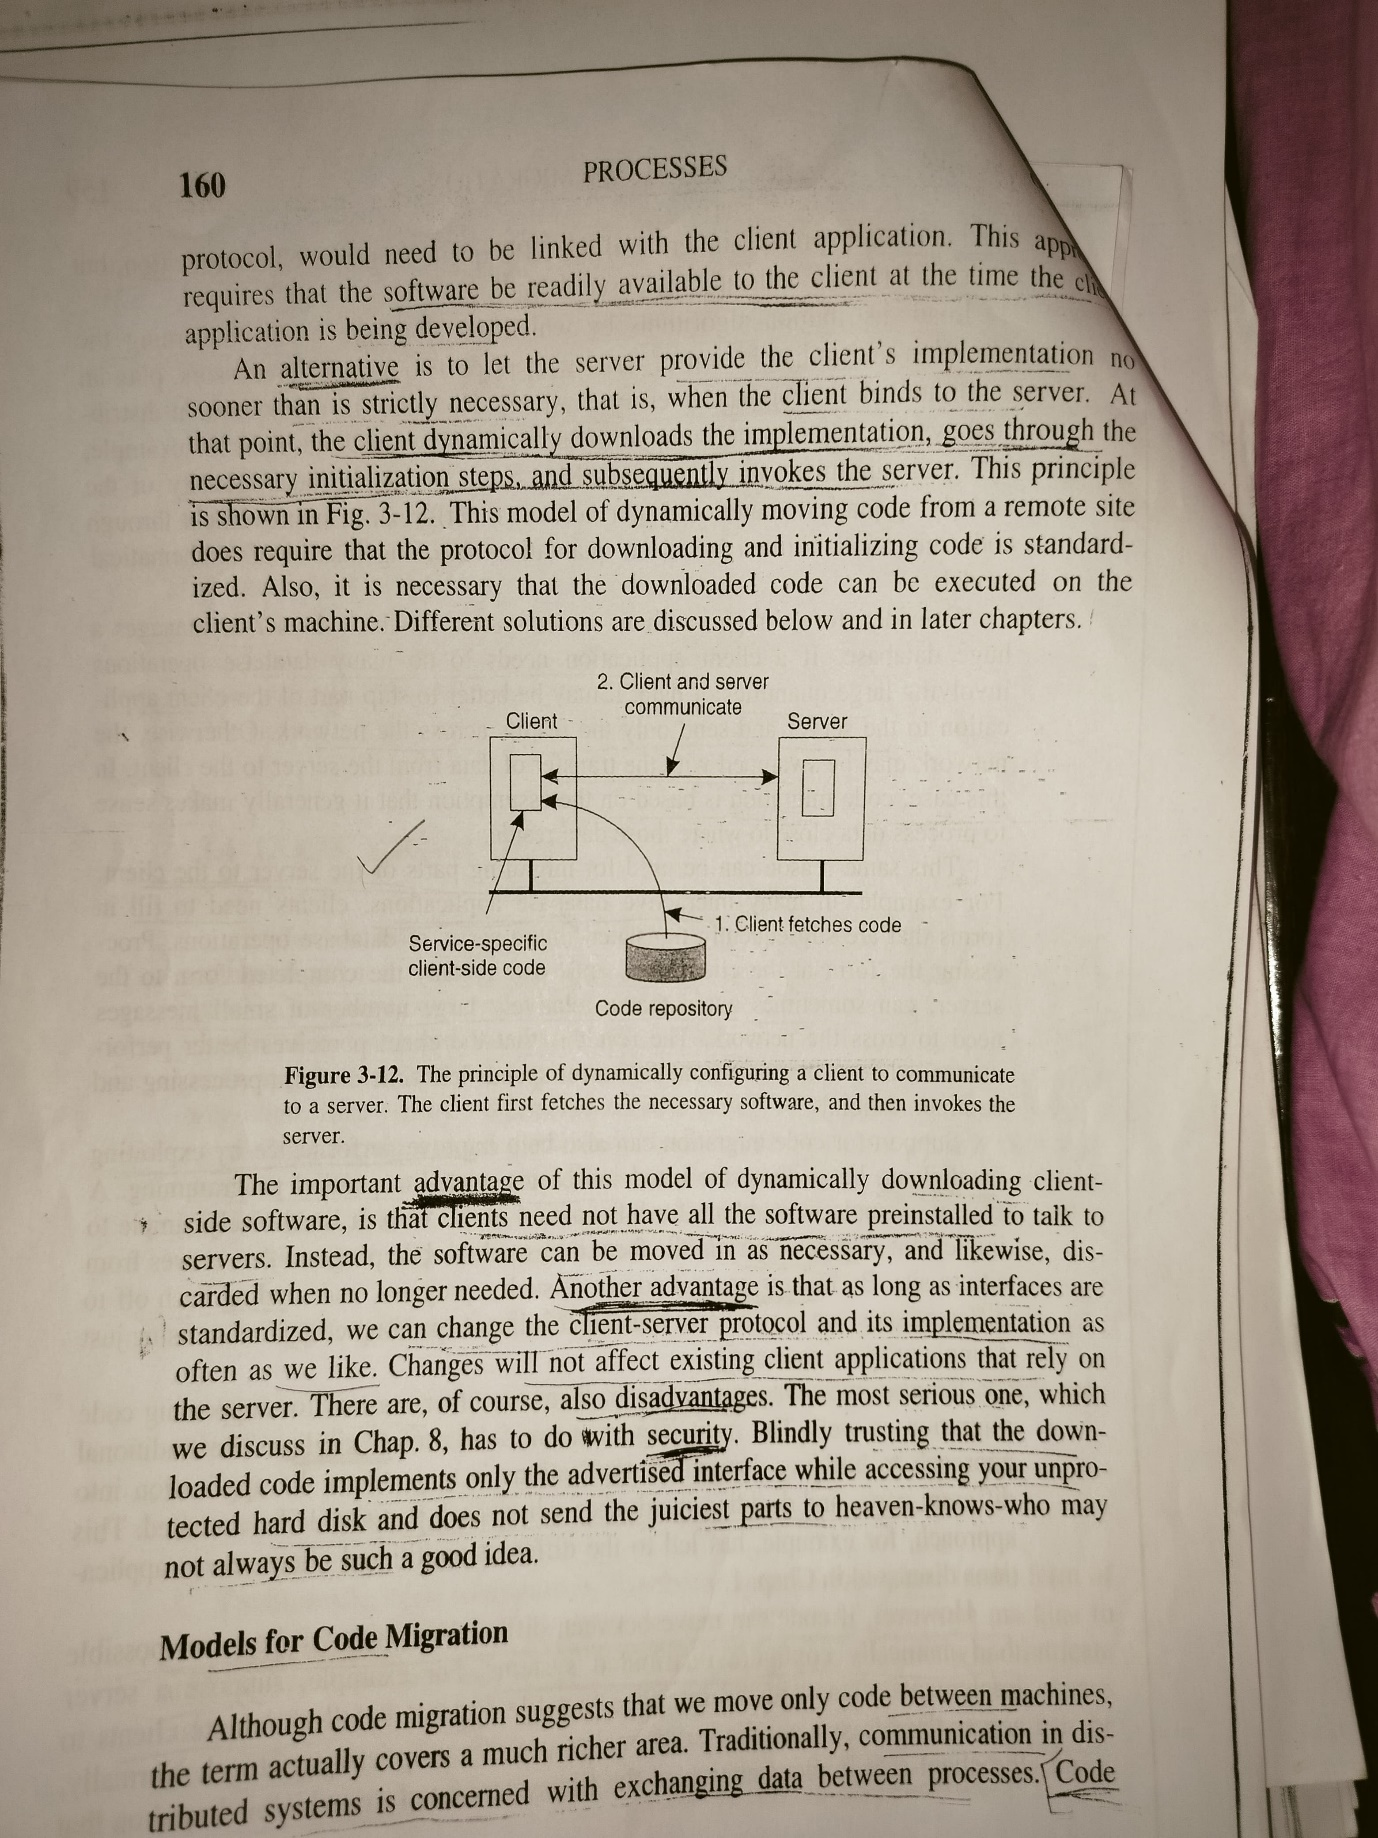 160
PROCESSES
protocol, would need to be linked with the client application. This
requires that the software be readily available to the client at the time the
application is being developed.
An alternative is to let the server provide the client's implementation no
sooner than is strictly necessary, that is, when the client binds to the server. At
that point, the client dynamically downloads the implementation, goes through the
necessary initialization steps, and subsequently invokes the server. This principle
is shown in Fig. 3-12. This model of dynamically moving code from a remote site
does require that the protocol for downloading and initializing code is standard-
ized. Also, it is necessary that the downloaded code can be executed on the
client's machine. Different solutions are discussed below and in later chapters.
2. Client and server
communicate
Client
Server
1. Client fetches code
Service-specific
client-side code
Code repository
Figure 3-12. The principle of dynamically configuring a client to communicate
to a server. The client first fetches the necessary software, and then invokes the
server.
The important advantage of this model of dynamically downloading client-
side software, is that clients need not have all the software preinstalled to talk to
servers. Instead, the software can be moved in as necessary, and likewise, dis-
carded when no longer needed. Another advantage is that as long as interfaces are
standardized, we can change the client-server protocol and its implementation as
often as we like. Changes will not affect existing client applications that rely on
the server. There are, of course, also disadvantages. The most serious one, which
we discuss in Chap. 8, has to do with security. Blindly trusting that the down-
loaded code implements only the advertised interface while accessing your unpro-
tected hard disk and does not send the juiciest parts to heaven-knows-who may
not always be such a good idea.
Models for Code Migration
Although code migration suggests that we move only code between machines,
the term actually covers a much richer area. Traditionally, communication in dis-
tributed systems is concerned with exchanging data between processes. Code